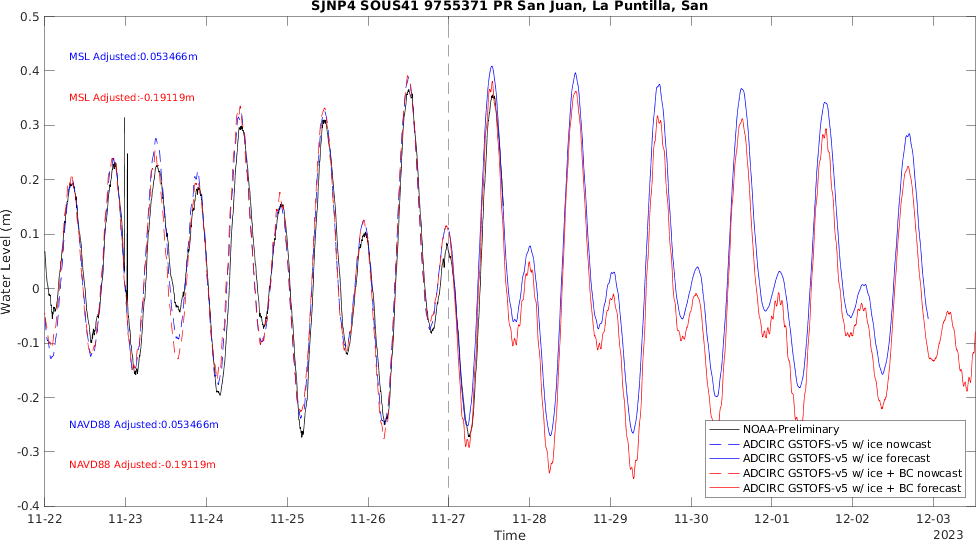 SJNP4 SOUS41 9755371 PR San Juan, La Puntilla, San
0.5
0.4
0.3
0.2
0.1
0
-0.1
-0.2
-0.3
-0.4
Water Level (m)
MSL Adjusted:0.053466m
MSL Adjusted:-0.19119m
NAVD88 Adjusted:0.053466m
NAVD88 Adjusted:-0.19119m
NOAA-Preliminary
ADCIRC GSTOFS-v5 w/ ice nowcast
ADCIRC GSTOFS-v5 w/ ice forecast
ADCIRC GSTOFS-v5 w/ ice + BC nowcast
ADCIRC GSTOFS-v5 w/ ice + BC forecast
11-22 11-23 11-24 11-25 11-26 11-27 11-28 11-29 11-30 12-01 12-02 12-03
Time
2023